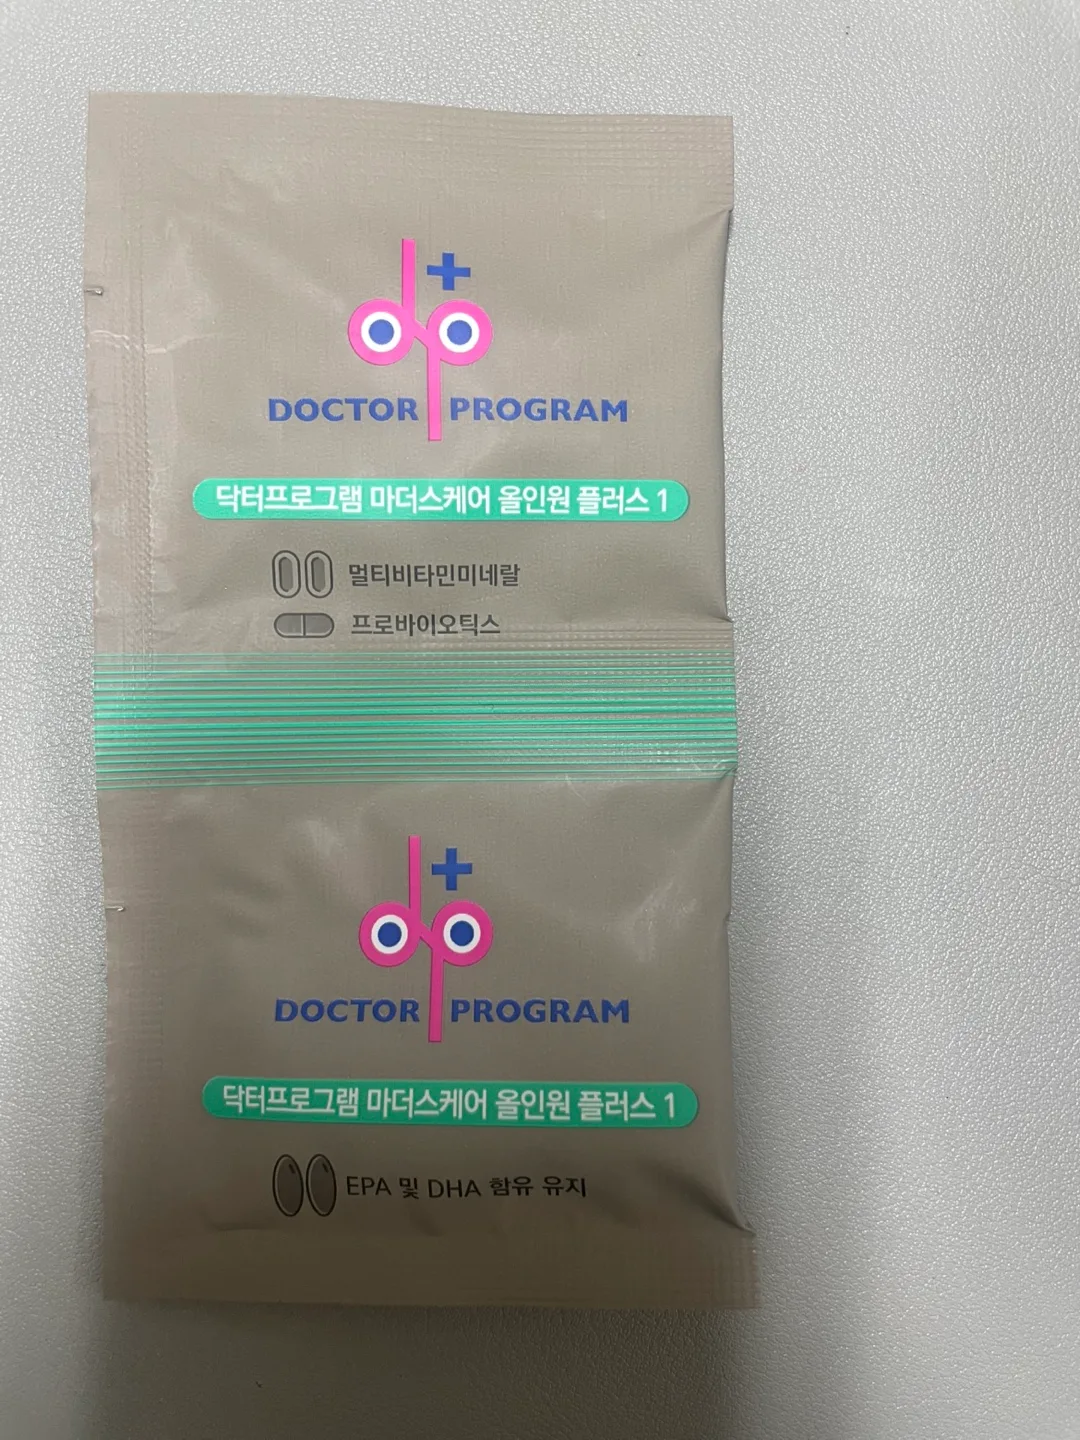 DOCTOR PROGRAM
닥터프로그램 마더스케어 올인원 플러스 1
멀티비타민미네랄
프로바이오틱스
DOCTOR PROGRAM
닥터프로그램 마더스케어 올인원 플러스 1
EPA 및 DHA 함유 유지